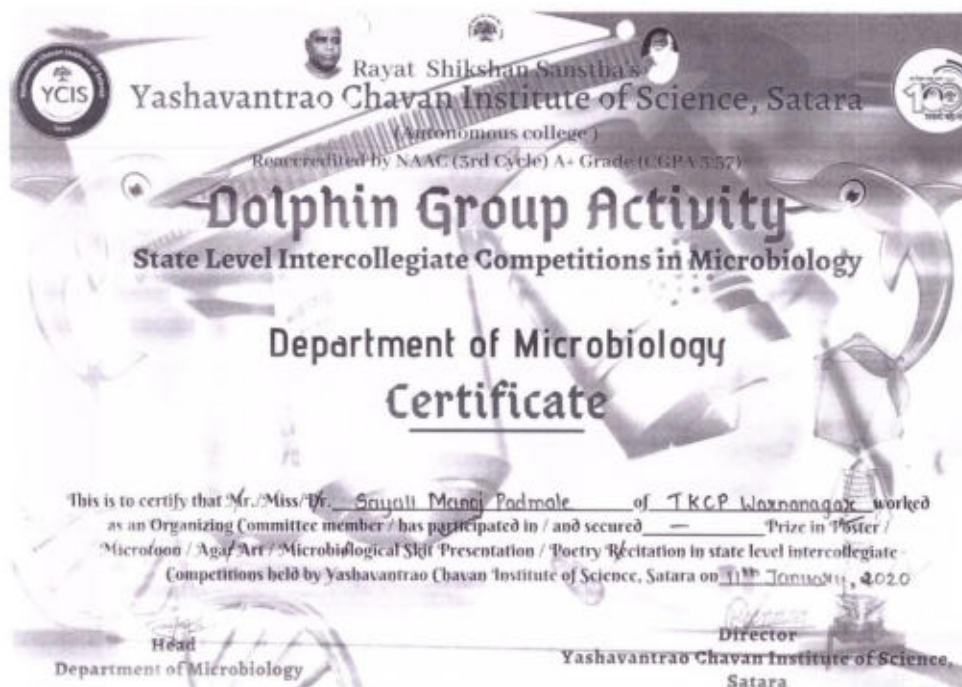 Rayat Shikshan Sanstha's
YCIS
Yashavantrao Chavan Institute of Science, Satara
(Autonomous college )
Reaccredited by NAAC (3rd Cycle) A+ Grade (CGPA 3.57)
Dolphin Group Activity
State Level Intercollegiate Competitions in Microbiology
Department of Microbiology
Certificate
This is to certify that Mr./Miss/Dr. Sayali Manoj Padmale of TKCP Warnanagar worked
as an Organizing Committee member / has participated in / and secured — Prize in Poster /
Microtoon / Agar Art / Microbiological Skit Presentation / Poetry Recitation in state level intercollegiate
Competitions held by Yashavantrao Chavan Institute of Science, Satara on 11th January, 2020
Head
Department of Microbiology
Director
Yashavantrao Chavan Institute of Science,
Satara